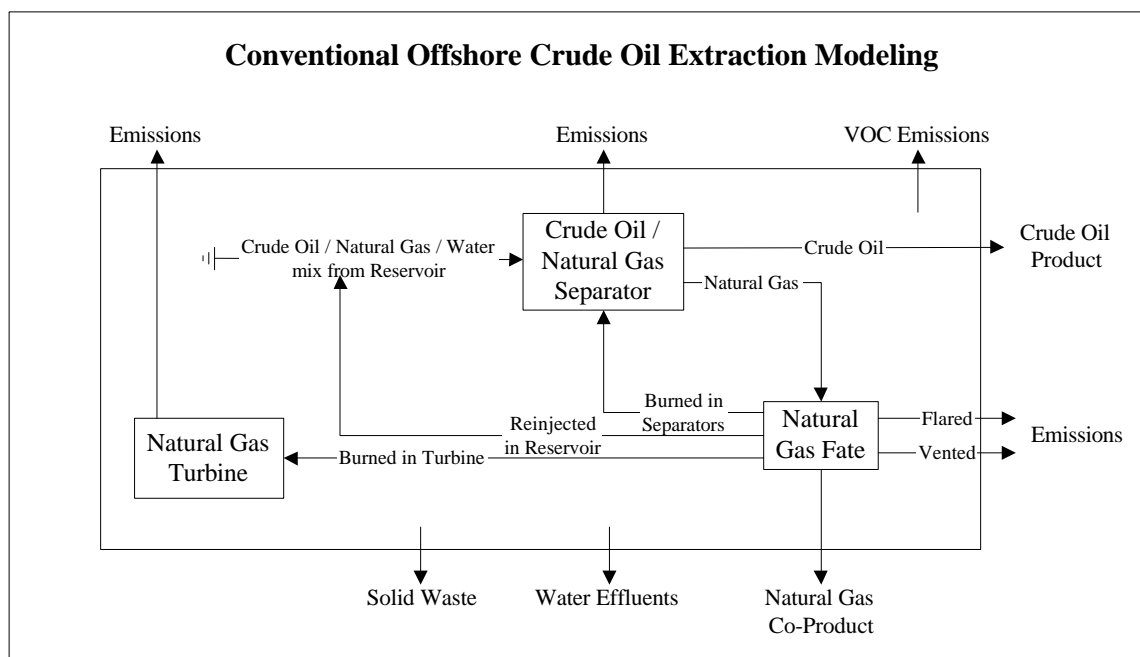 Conventional Offshore Crude Oil Extraction Modeling
Emissions
Emissions
VOC Emissions
Crude Oil / Natural Gas / Water
mix from Reservoir
Crude Oil /
Natural Gas
Separator
Crude Oil
Crude Oil
Product
Natural Gas
Burned in
Separators
Reinjected
in Reservoir
Burned in Turbine
Natural Gas
Turbine
Natural
Gas Fate
Flared
Vented
Emissions
Solid Waste
Water Effluents
Natural Gas
Co-Product